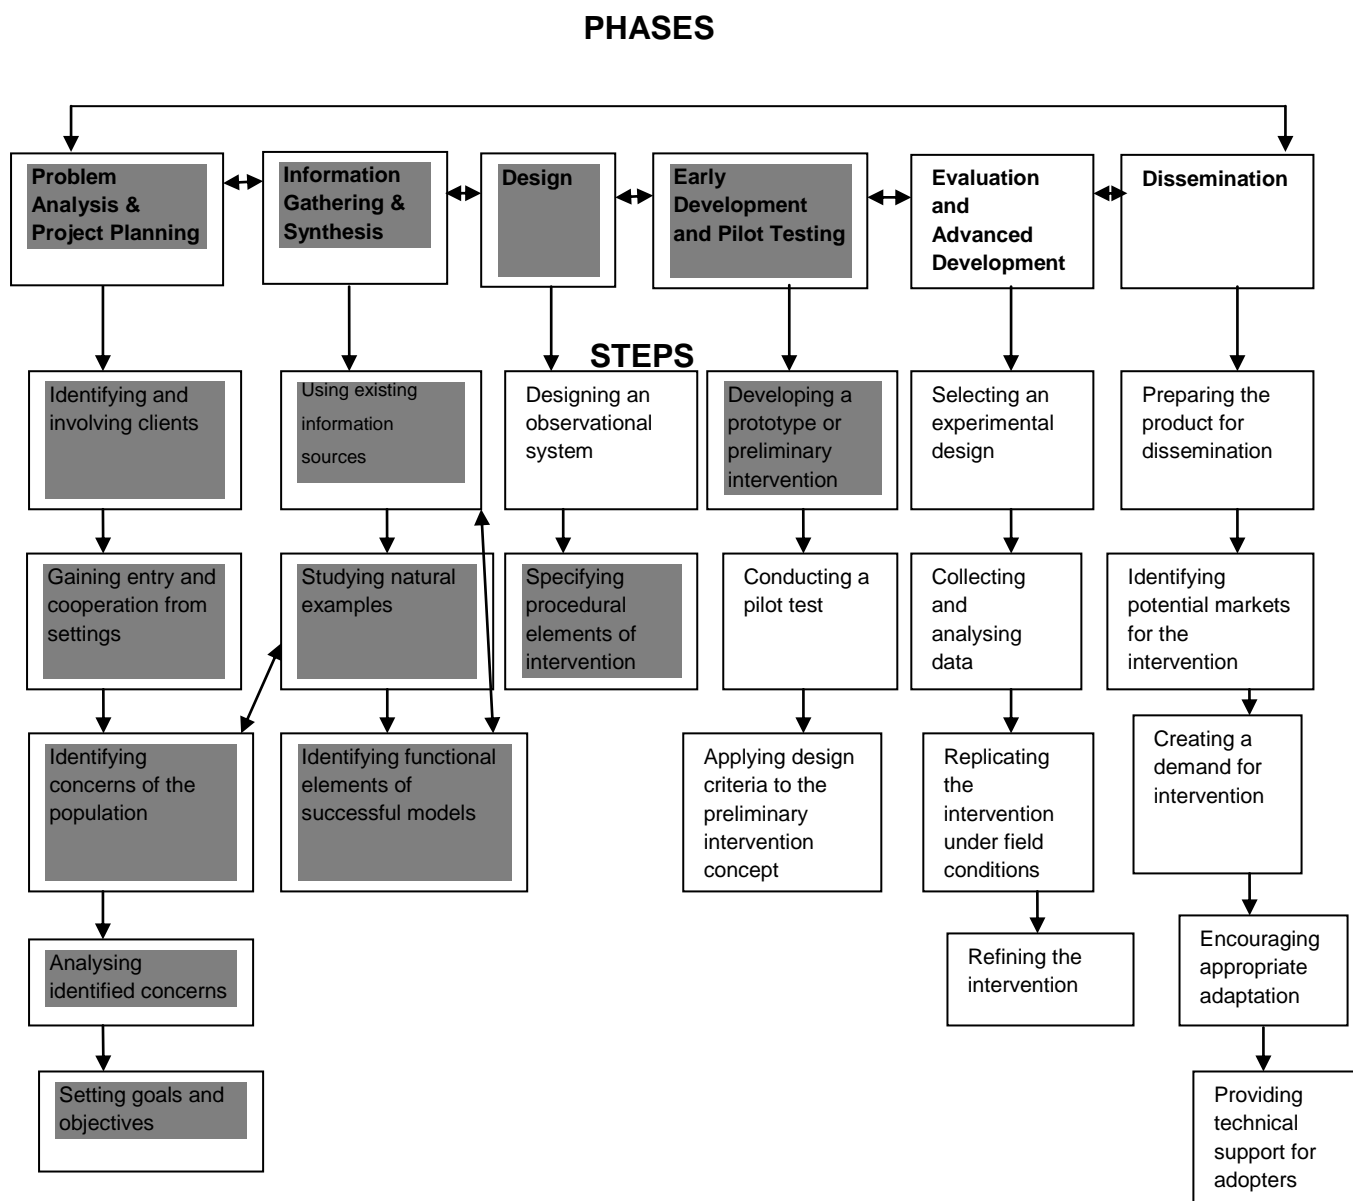 PHASES
Problem
Analysis &
Project Planning
Information
Gathering &
Synthesis
Design
Early
Development
and Pilot Testing
Evaluation
and
Advanced
Development
Dissemination
STEPS
Identifying and
involving clients
Using existing
information
sources
Designing an
observational
system
Developing a
prototype or
preliminary
intervention
Selecting an
experimental
design
Preparing the
product for
dissemination
Gaining entry and
cooperation from
settings
Studying natural
examples
Specifying
procedural
elements of
intervention
Conducting a
pilot test
Collecting
and
analysing
data
Identifying
potential markets
for the
intervention
Identifying
concerns of the
population
Identifying functional
elements of
successful models
Applying design
criteria to the
preliminary
intervention
concept
Replicating
the
intervention
under field
conditions
Creating a
demand for
intervention
Analysing
identified concerns
Refining the
intervention
Encouraging
appropriate
adaptation
Setting goals and
objectives
Providing
technical
support for
adopters